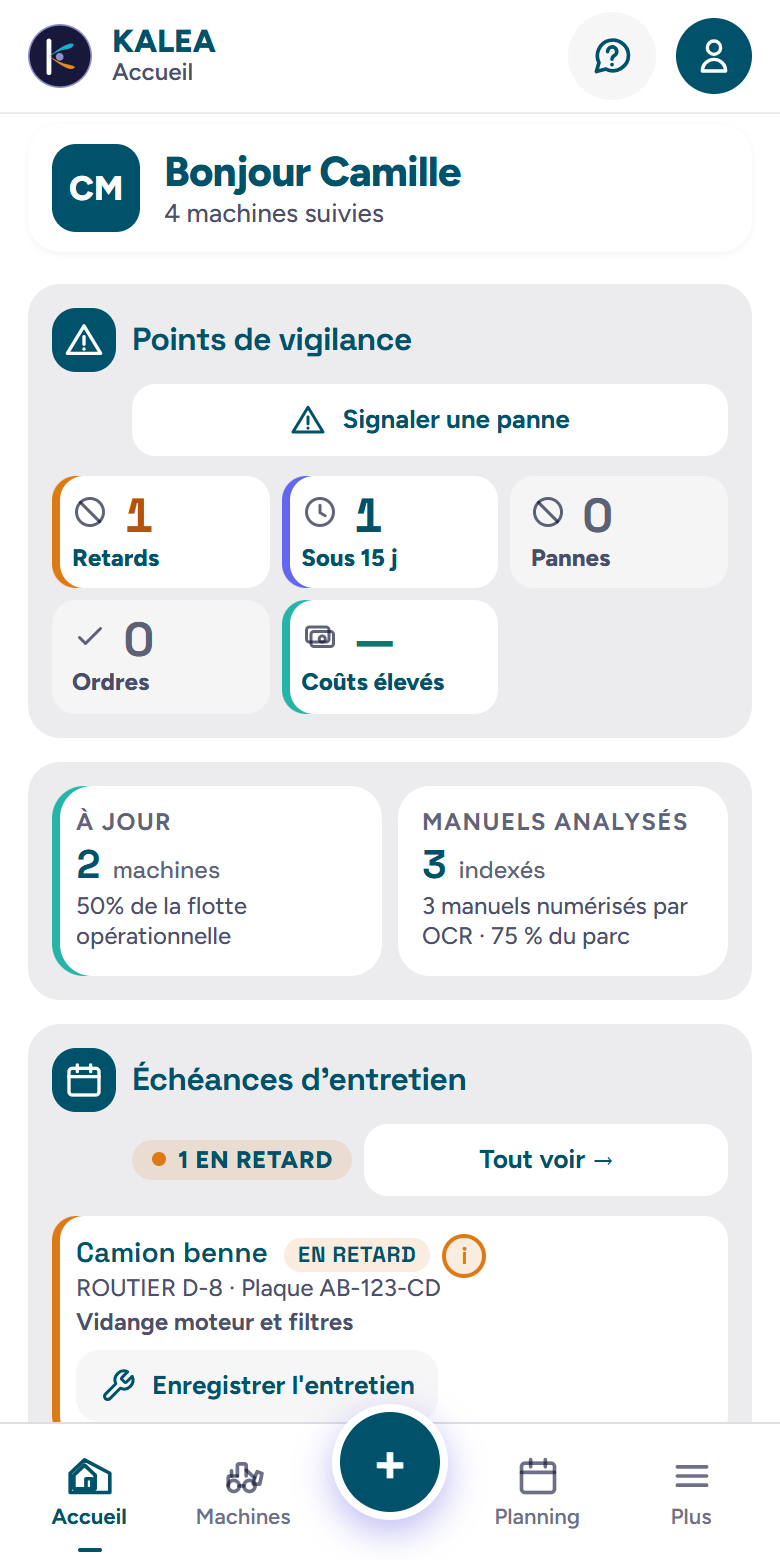 KALEA
Accueil
CM
Bonjour Camille
4 machines suivies
Points de vigilance
Signaler une panne
1
Retards
1
Sous 15 j
0
Pannes
0
Ordres
—
Coûts élevés
À JOUR
2 machines
50% de la flotte
opérationnelle
MANUELS ANALYSÉS
3 indexés
3 manuels numérisés par
OCR · 75 % du parc
Échéances d’entretien
1 EN RETARD
Tout voir →
Camion benne EN RETARD i
ROUTIER D-8 · Plaque AB-123-CD
Vidange moteur et filtres
Enregistrer l'entretien
+
Accueil
Machines
Planning
Plus